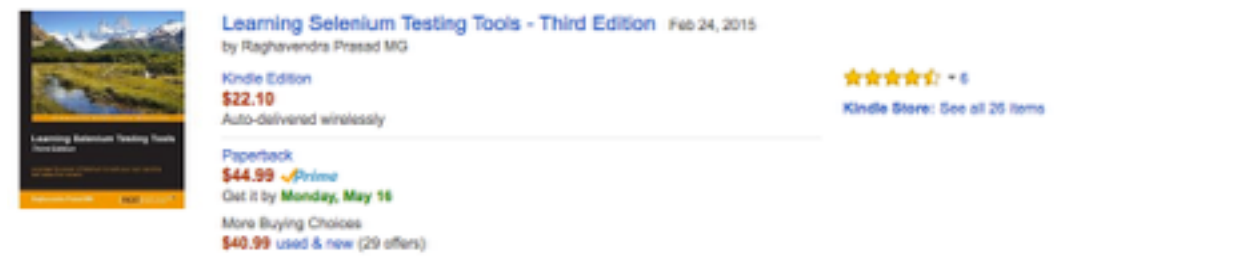 Learning Selenium Testing Tools - Third Edition Feb 24, 2015
by Raghavendra Prasad MG
Kindle Edition
$22.10
Auto-delivered wirelessly
Paperback
$44.99 Prime
Get it by Monday, May 16
More Buying Choices
$40.99 used & new (29 offers)
6
Kindle Store: See all 26 items
Learning Selenium Testing Tools
Third Edition